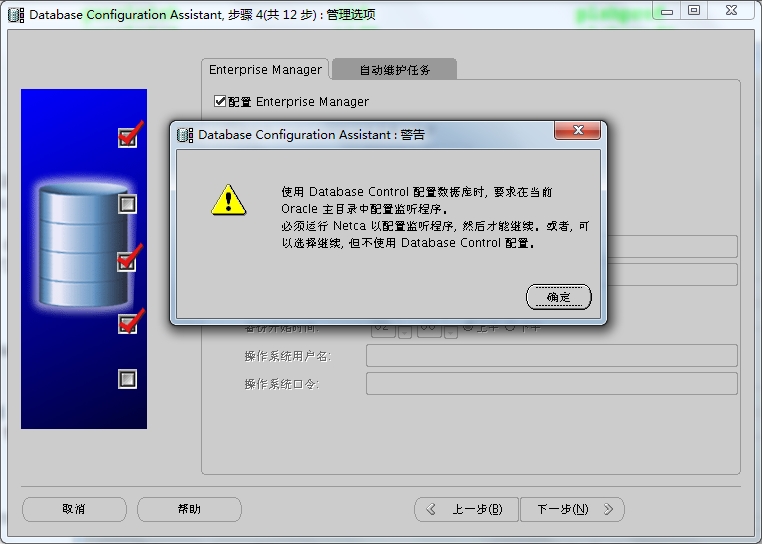 Database Configuration Assistant, 步骤 4(共 12 步) : 管理选项
Enterprise Manager
自动维护任务
配置 Enterprise Manager
Database Configuration Assistant : 警告
使用 Database Control 配置数据库时, 要求在当前
Oracle 主目录中配置监听程序。
必须运行 Netca 以配置监听程序, 然后才能继续。或者, 可
以选择继续, 但不使用 Database Control 配置。
确定
备份开始时间:
上午
下午
操作系统用户名:
操作系统口令:
取消
帮助
上一步(B)
下一步(N)